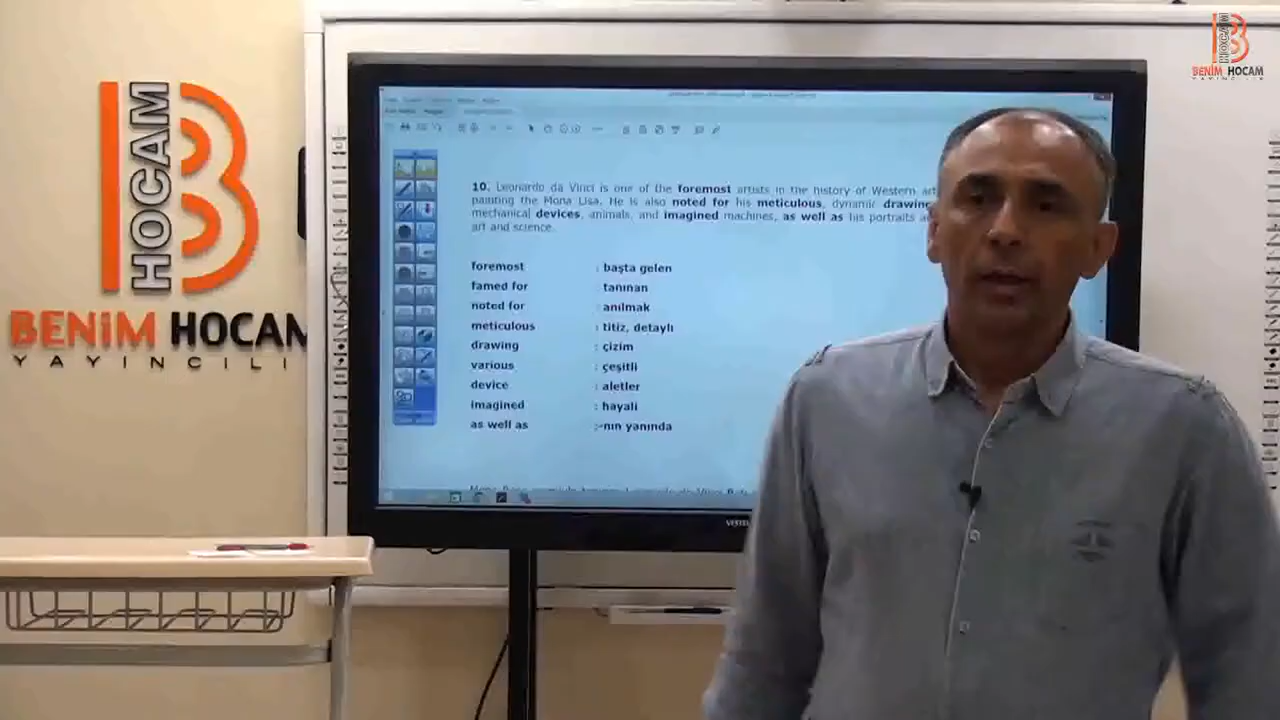 HOCAM
B
BENİM HOCAM
YAYINCILI
HOCAM
B
BENİM HOCAM
YAYINCILIK
10. Leonardo da Vinci is one of the foremost artists in the history of Western art
painting the Mona Lisa. He is also noted for his meticulous, dynamic drawing
mechanical devices, animals, and imagined machines, as well as his portraits
art and science.
foremost : başta gelen
famed for : tanınan
noted for : anılmak
meticulous : titiz, detaylı
drawing : çizim
various : çeşitli
device : aletler
imagined : hayali
as well as :-nın yanında
VESTEL